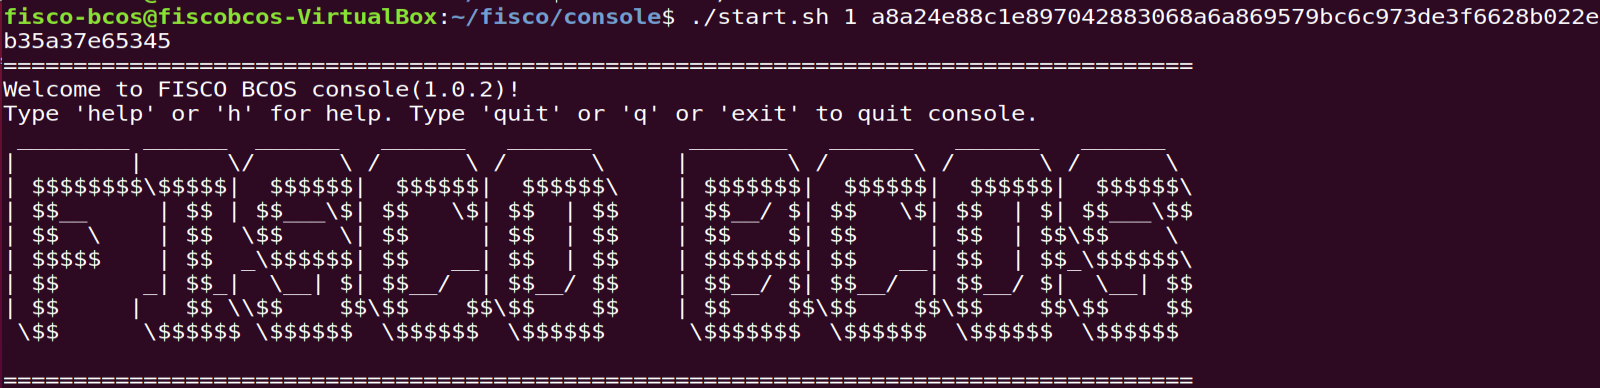 fisco-bcos@fiscobcos-VirtualBox:~/fisco/console$ ./start.sh 1 a8a24e88c1e897042883068a6a869579bc6c973de3f6628b022e
b35a37e65345
=====================================================================================
Welcome to FISCO BCOS console(1.0.2)!
Type 'help' or 'h' for help. Type 'quit' or 'q' or 'exit' to quit console.
 ________ ______  ______   ______   ______       _______   ______   ______   ______
|        |      \/      \ /      \ /      \     |       \ /      \ /      \ /      \
| $$$$$$$$\$$$$$|  $$$$$$|  $$$$$$|  $$$$$$\    | $$$$$$$|  $$$$$$|  $$$$$$|  $$$$$$\
| $$__     | $$ | $$___\$| $$   \$| $$  | $$    | $$__/ $| $$   \$| $$  | $| $$___\$$
| $$  \    | $$  \$$    \| $$     | $$  | $$    | $$    $| $$     | $$  | $$\$$    \
| $$$$$    | $$  _\$$$$$$| $$   __| $$  | $$    | $$$$$$$| $$   __| $$  | $$_\$$$$$$\
| $$      _| $$_|  \__| $| $$__/  | $$__/ $$    | $$__/ $| $$__/  | $$__/ $|  \__| $$
| $$     |   $$ \\$$    $$\$$    $$\$$    $$    | $$    $$\$$    $$\$$    $$\$$    $$
 \$$      \$$$$$$ \$$$$$$  \$$$$$$  \$$$$$$      \$$$$$$$  \$$$$$$  \$$$$$$  \$$$$$$
=====================================================================================